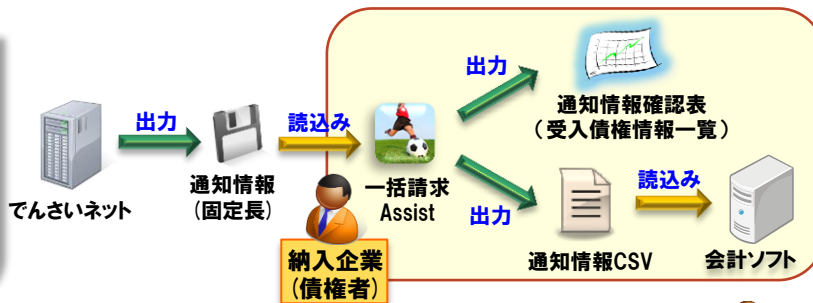 出力
通知情報確認表
(受入債権情報一覧)
出力
読込み
でんさいネット
通知情報
(固定長)
一括請求
Assist
出力
読込み
納入企業
(債権者)
通知情報CSV
会計ソフト